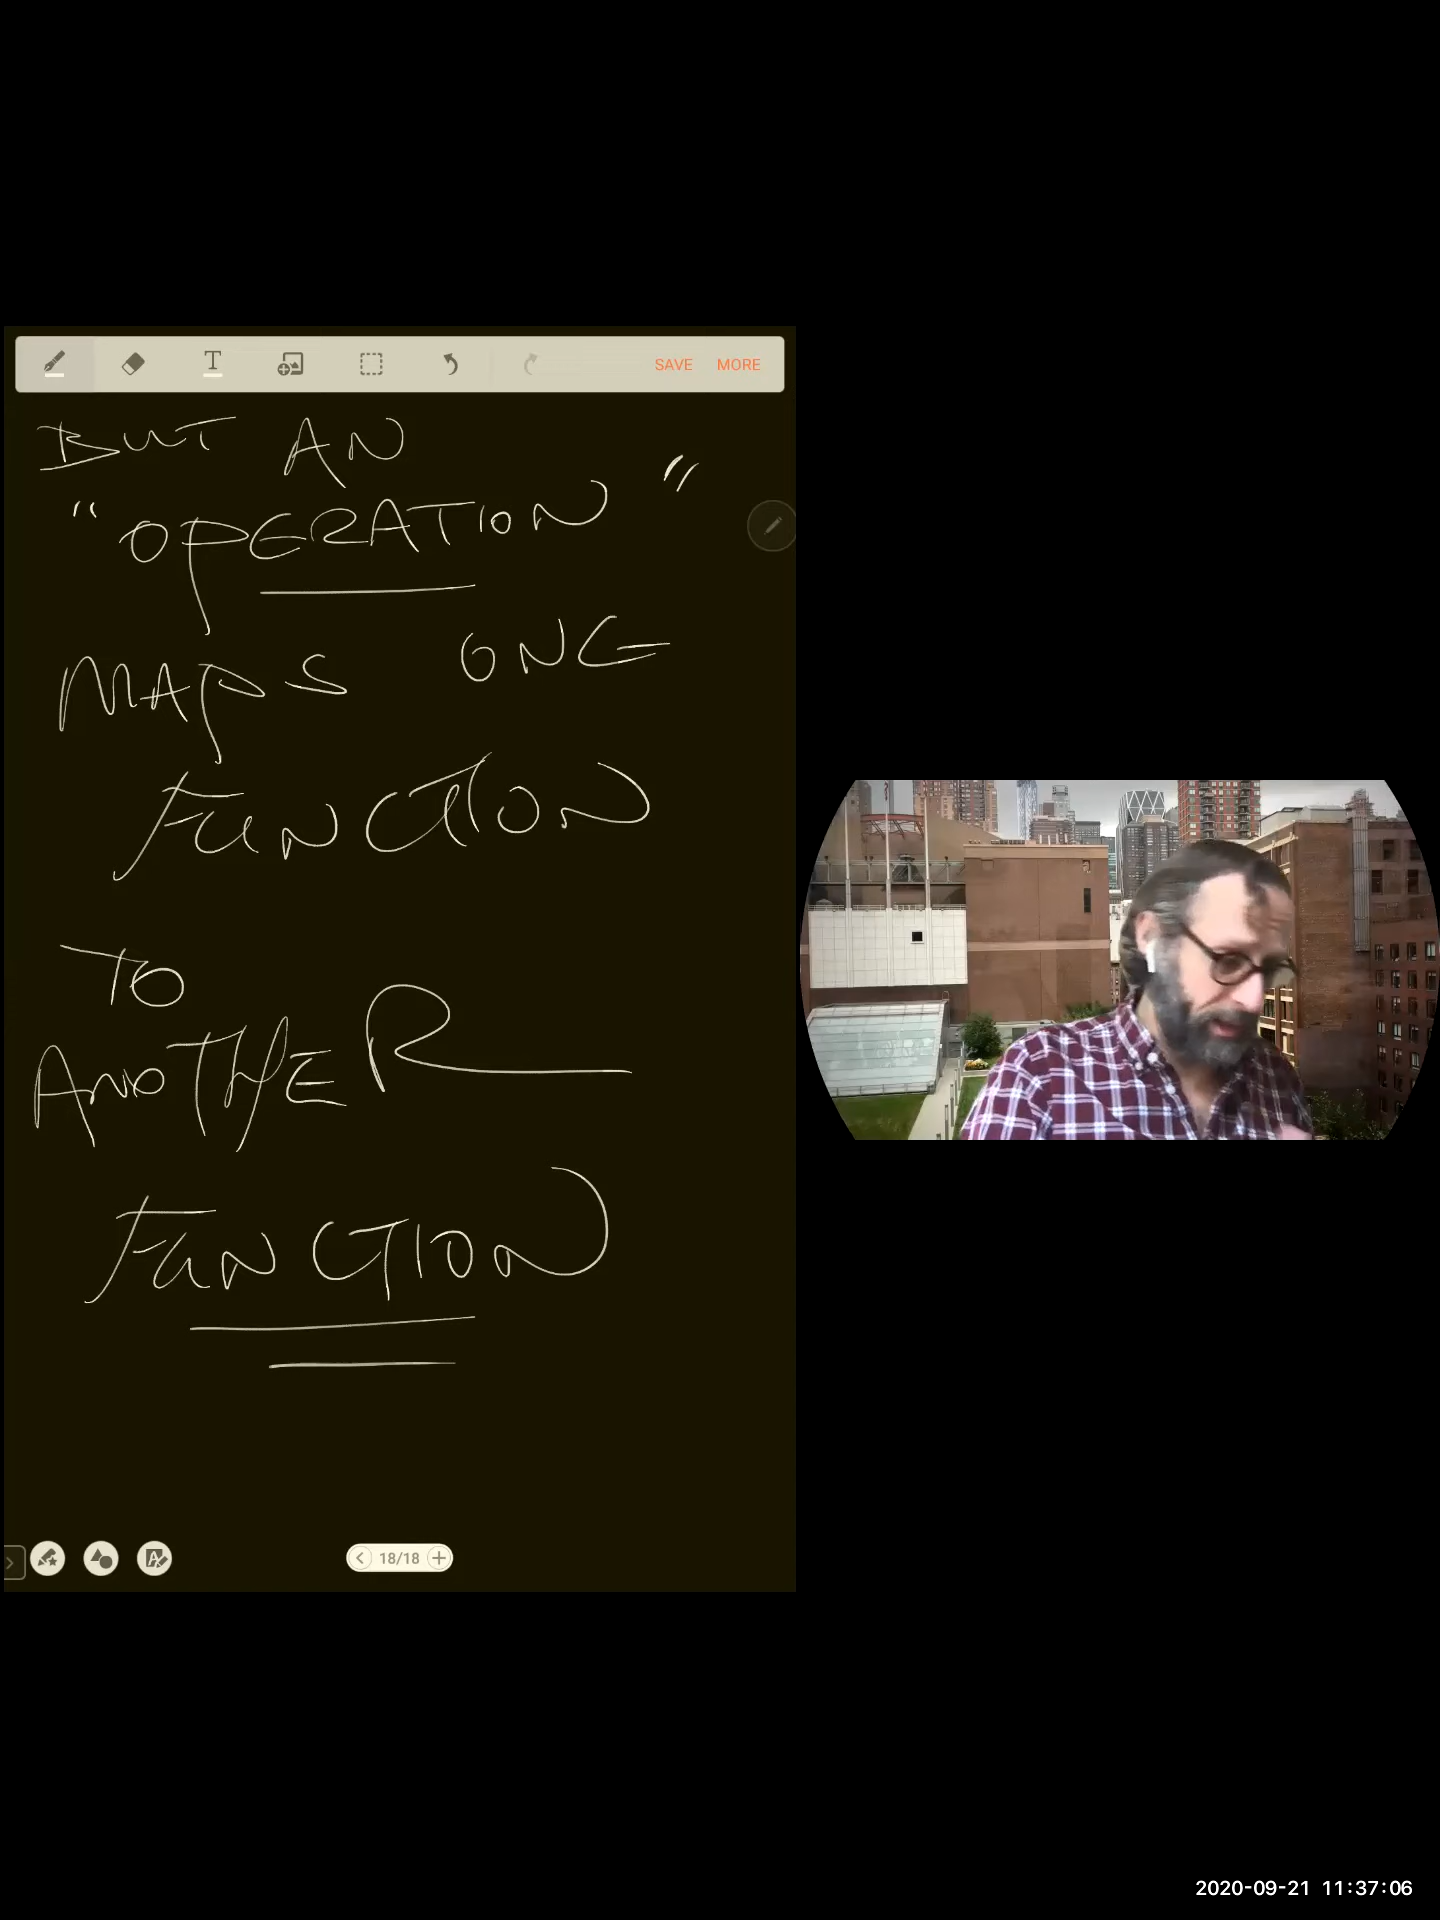 T
SAVE MORE
BUT AN
"OPERATION"
MAPS ONE
FUNCTION
TO
ANOTHER
FUNCTION
A
18/18
2020-09-21 11:37:06